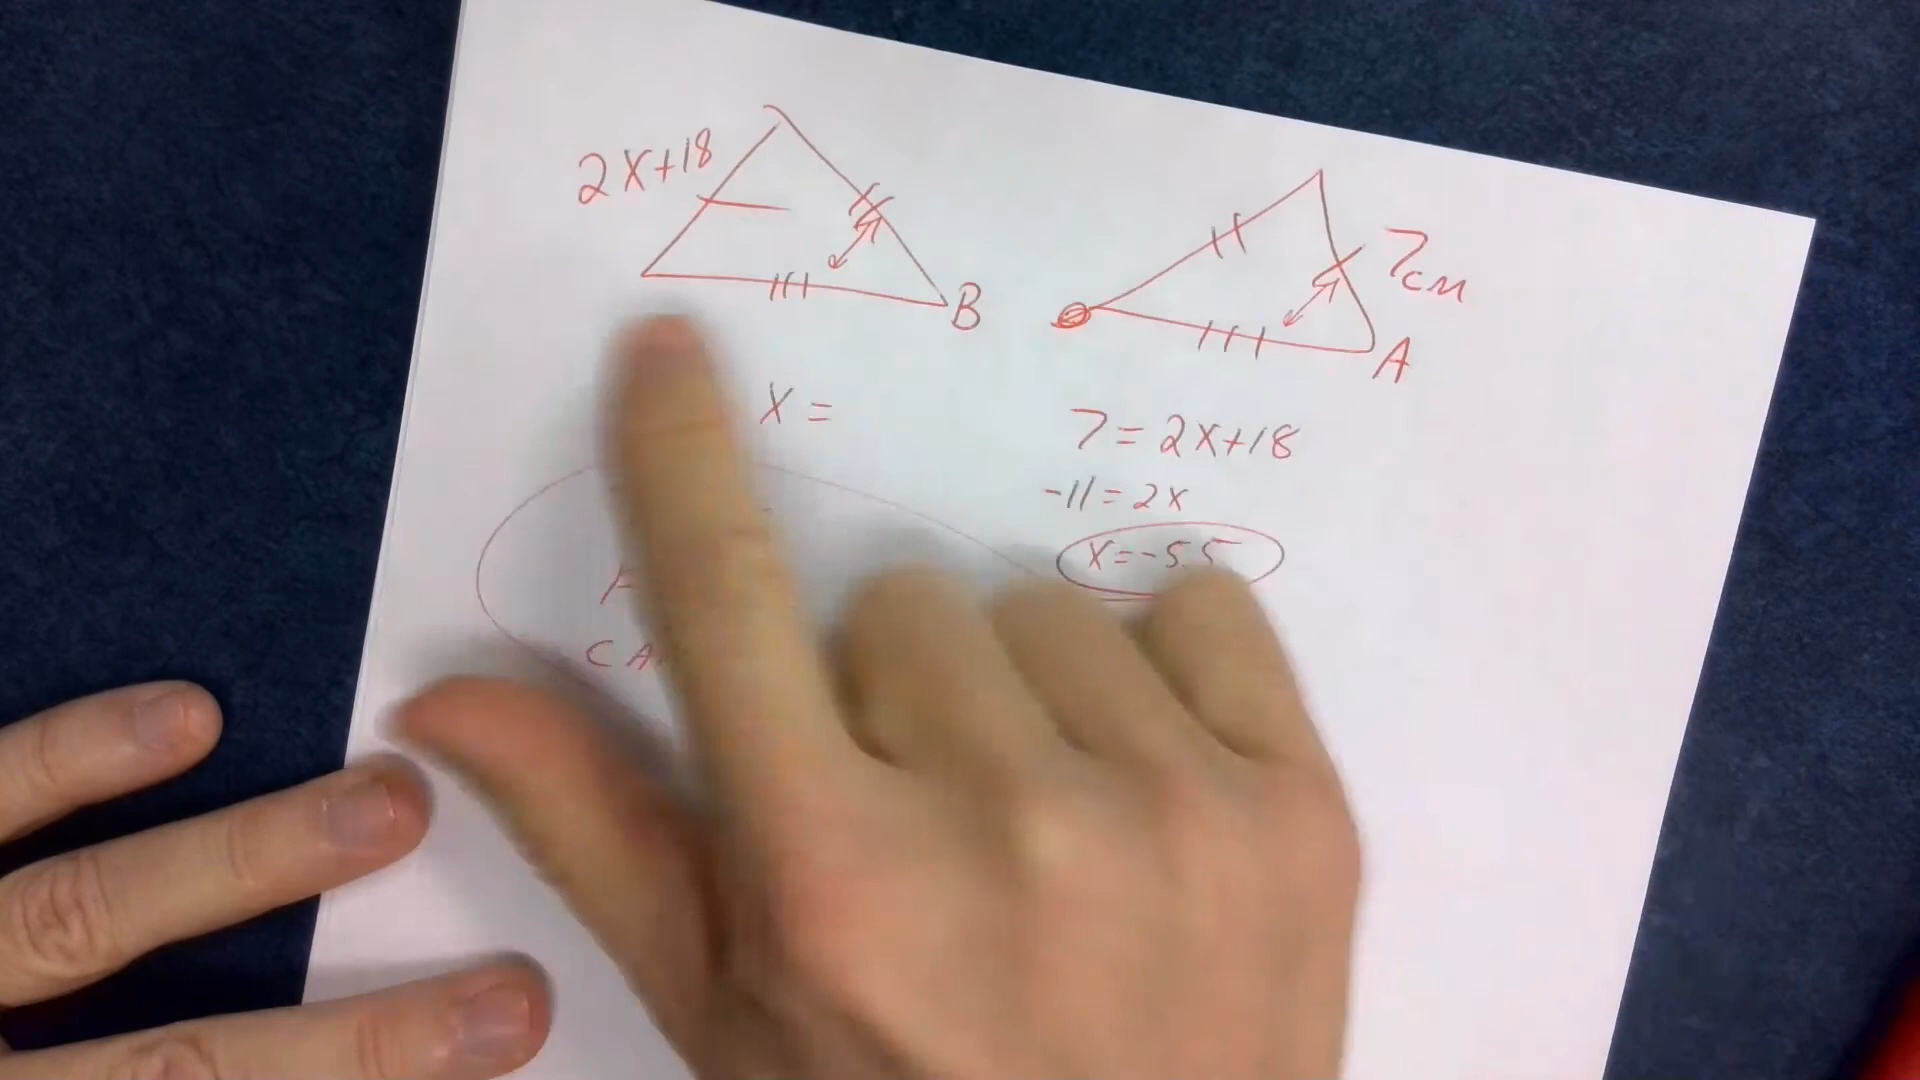 2x+18
B
7cm
A
x =
7 = 2x+18
-11 = 2x
x = -5.5